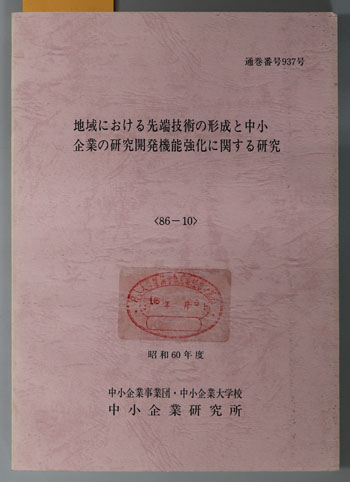 通巻番号937号
地域における先端技術の形成と中小
企業の研究開発機能強化に関する研究
〈86－10〉
昭和60年度
中小企業事業団・中小企業大学校
中小企業研究所